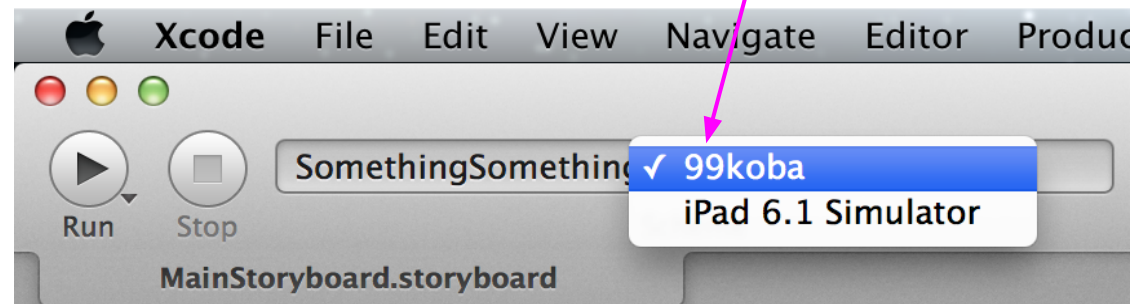 Xcode File Edit View Navigate Editor Produc
SomethingSomething
✓ 99koba
iPad 6.1 Simulator
Run Stop
MainStoryboard.storyboard